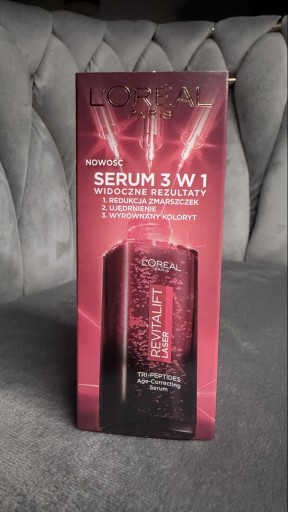 L'ORÉAL
PARIS
NOWOŚĆ
SERUM 3 W 1
WIDOCZNE REZULTATY
1. REDUKCJA ZMARSZCZEK
2. UJĘDRNIENIE
3. WYRÓWNANY KOLORYT
L'ORÉAL
PARIS
REVITALIFT
LASER
TRI-PEPTIDES
Age-Correcting
Serum